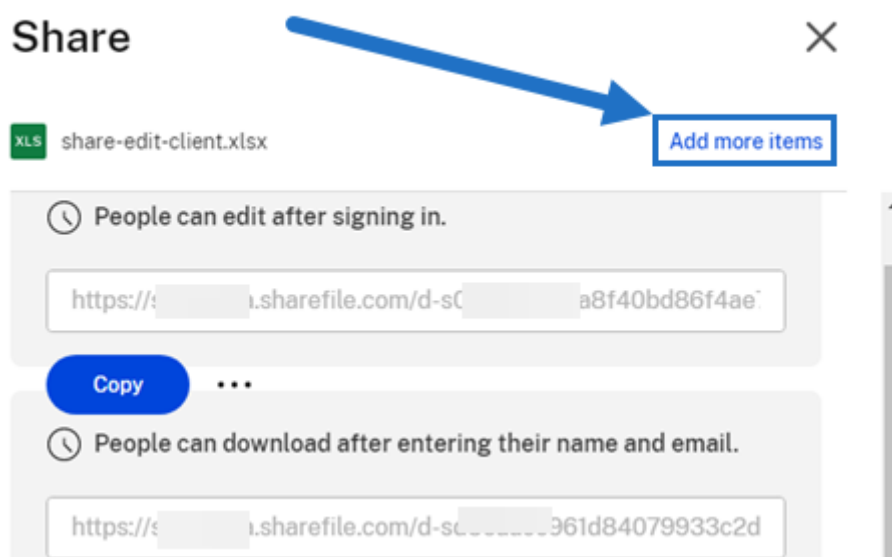 Share
XLS share-edit-client.xlsx Add more items
People can edit after signing in.
https:// .sharefile.com/d-s a8f40bd86f4ae
Copy
People can download after entering their name and email.
https:// .sharefile.com/d-s 961d84079933c2d